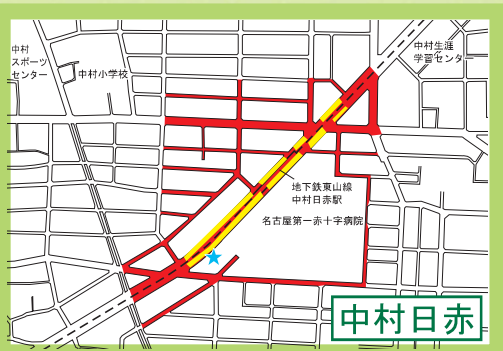 中村
スポーツ
センター
中村小学校
中村生涯
学習センター
地下鉄東山線
中村日赤駅
名古屋第一赤十字病院
中村日赤